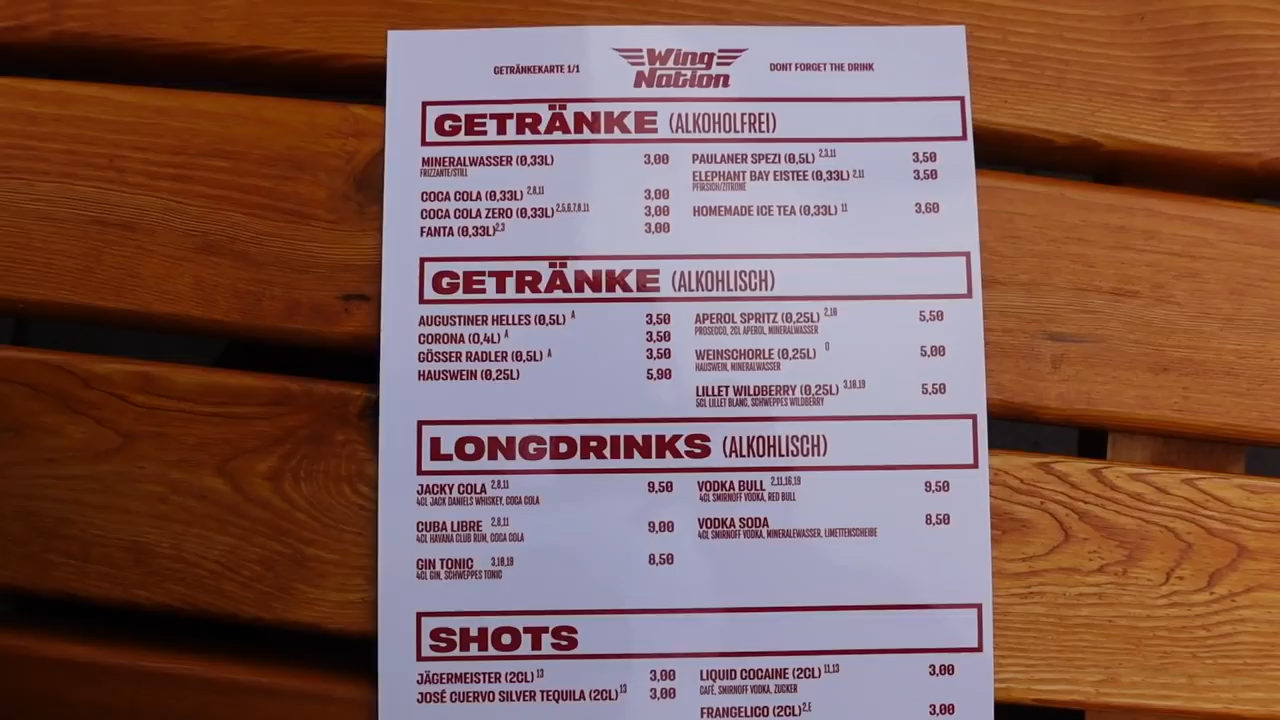 GETRÄNKEKARTE 1/1
Wing Nation
DONT FORGET THE DRINK
GETRÄNKE (ALKOHOLFREI)
MINERALWASSER (0,33L) 3,00
FRIZZANTE/STILL
COCA COLA (0,33L) 2,8,11 3,00
COCA COLA ZERO (0,33L) 2,5,6,7,8,11 3,00
FANTA (0,33L) 2,3 3,00
PAULANER SPEZI (0,5L) 2,3,11 3,50
ELEPHANT BAY EISTEE (0,33L) 2,11 3,50
PFIRSICH/ZITRONE
HOMEMADE ICE TEA (0,33L) 11 3,60
GETRÄNKE (ALKOHLISCH)
AUGUSTINER HELLES (0,5L) A 3,50
CORONA (0,4L) A 3,50
GÖSSER RADLER (0,5L) A 3,50
HAUSWEIN (0,25L) 5,90
APEROL SPRITZ (0,25L) 2,10 5,50
PROSECCO, 2CL APEROL, MINERALWASSER
WEINSCHORLE (0,25L) O 5,00
HAUSWEIN, MINERALWASSER
LILLET WILDBERRY (0,25L) 3,10,19 5,50
5CL LILLET BLANC, SCHWEPPES WILDBERRY
LONGDRINKS (ALKOHLISCH)
JACKY COLA 2,8,11 9,50
4CL JACK DANIELS WHISKEY, COCA COLA
CUBA LIBRE 2,8,11 9,00
4CL HAVANA CLUB RUM, COCA COLA
GIN TONIC 3,10,19 8,50
4CL GIN, SCHWEPPES TONIC
VODKA BULL 2,11,16,19 9,50
4CL SMIRNOFF VODKA, RED BULL
VODKA SODA 8,50
4CL SMIRNOFF VODKA, MINERALEWASSER, LIMETTENSCHEIBE
SHOTS
JÄGERMEISTER (2CL) 13 3,00
JOSÉ CUERVO SILVER TEQUILA (2CL) 13 3,00
LIQUID COCAINE (2CL) 11,13 3,00
CAFÉ, SMIRNOFF VODKA, ZUCKER
FRANGELICO (2CL) 2,E 3,00